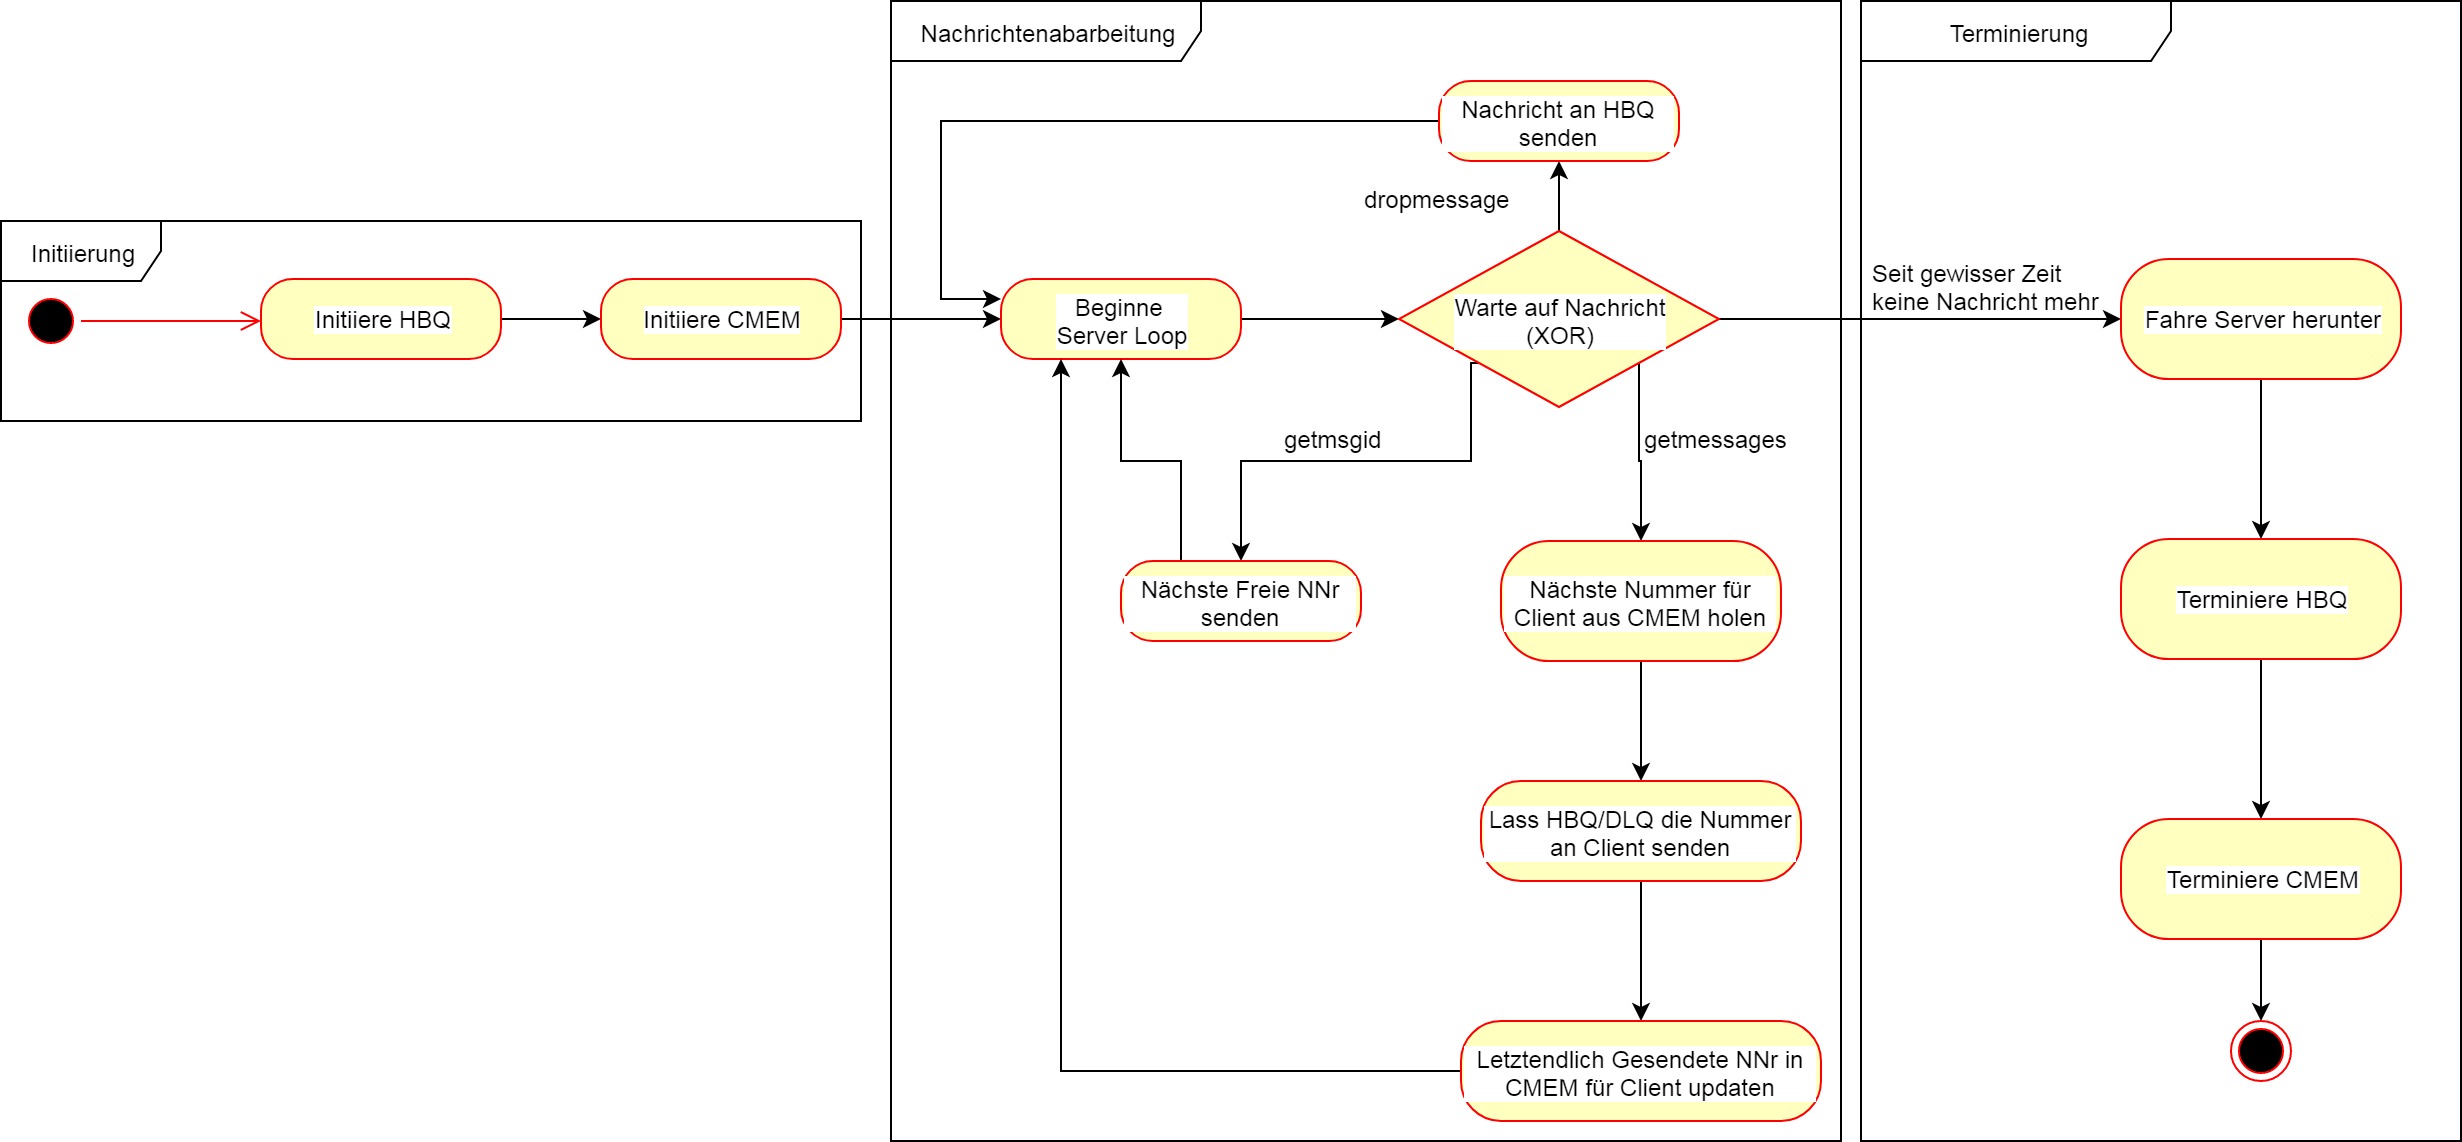 Initiierung
Initiiere HBQ
Initiiere CMEM
Nachrichtenabarbeitung
Nachricht an HBQ
senden
dropmessage
Beginne
Server Loop
Warte auf Nachricht
(XOR)
getmsgid
getmessages
Nächste Freie NNr
senden
Nächste Nummer für
Client aus CMEM holen
Lass HBQ/DLQ die Nummer
an Client senden
Letztendlich Gesendete NNr in
CMEM für Client updaten
Terminierung
Seit gewisser Zeit
keine Nachricht mehr
Fahre Server herunter
Terminiere HBQ
Terminiere CMEM